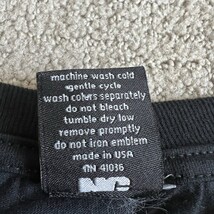 machine wash cold
gentle cycle
wash colors separately
do not bleach
tumble dry low
remove promptly
do not iron emblem
made in USA
RN 41036